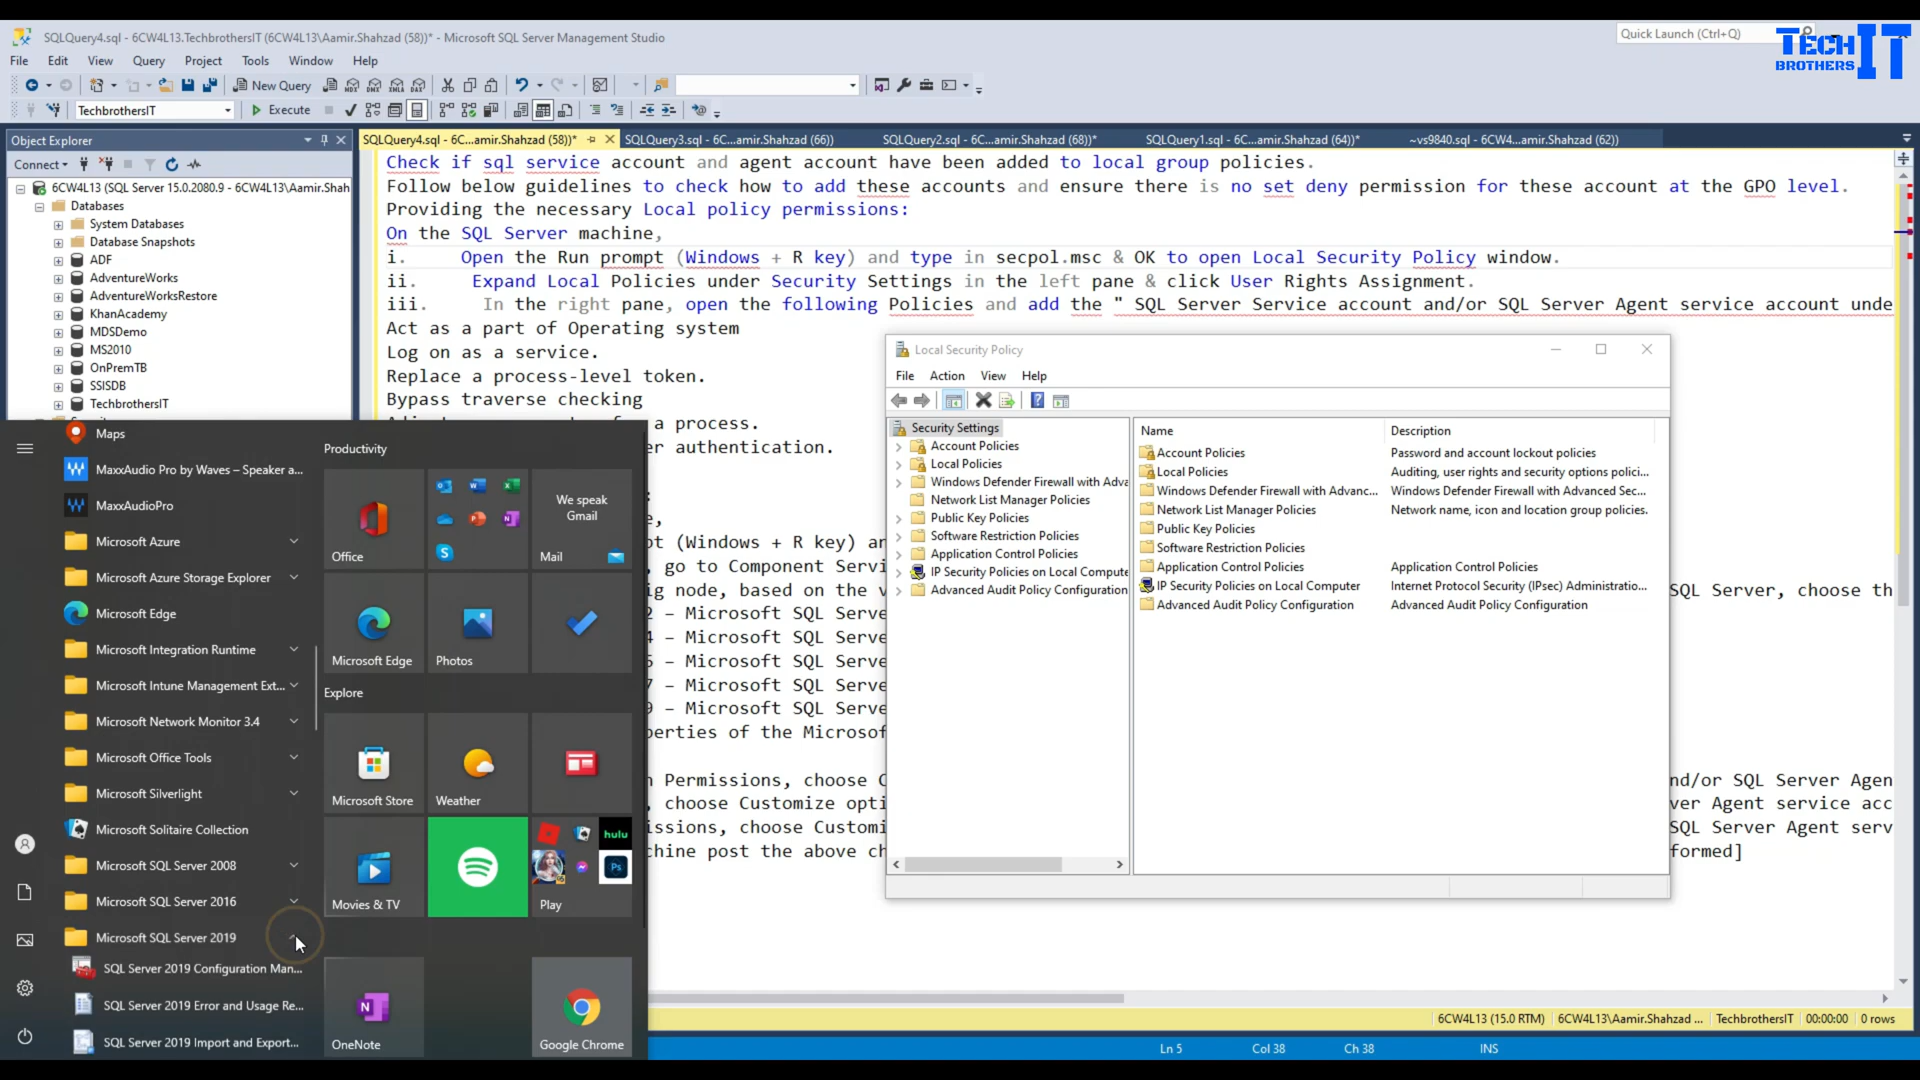 SQLQuery4.sql - 6CW4L13.TechbrothersIT (6CW4L13\Aamir.Shahzad (58))* - Microsoft SQL Server Management Studio
Quick Launch (Ctrl+Q)
TECH IT
BROTHERS
File Edit View Query Project Tools Window Help
New Query
TechbrothersIT
Execute
Object Explorer
SQLQuery4.sql - 6C...amir.Shahzad (58))*
SQLQuery3.sql - 6C...amir.Shahzad (66))
SQLQuery2.sql - 6C...amir.Shahzad (68))*
SQLQuery1.sql - 6C...amir.Shahzad (64))*
~vs9840.sql - 6CW4...amir.Shahzad (62))
Connect
6CW4L13 (SQL Server 15.0.2080.9 - 6CW4L13\Aamir.Shah
Databases
System Databases
Database Snapshots
ADF
AdventureWorks
AdventureWorksRestore
KhanAcademy
MDSDemo
MS2010
OnPremTB
SSISDB
TechbrothersIT
Check if sql service account and agent account have been added to local group policies.
Follow below guidelines to check how to add these accounts and ensure there is no set deny permission for these account at the GPO level.
Providing the necessary Local policy permissions:
On the SQL Server machine,
i. Open the Run prompt (Windows + R key) and type in secpol.msc & OK to open Local Security Policy window.
ii. Expand Local Policies under Security Settings in the left pane & click User Rights Assignment.
iii. In the right pane, open the following Policies and add the " SQL Server Service account and/or SQL Server Agent service account unde
Act as a part of Operating system
Log on as a service.
Replace a process-level token.
Bypass traverse checking
a process.
r authentication.
:
e,
ot (Windows + R key) an
, go to Component Servi
ig node, based on the v
SQL Server, choose th
2 – Microsoft SQL Serve
4 – Microsoft SQL Serve
– Microsoft SQL Serve
7 – Microsoft SQL Serve
9 – Microsoft SQL Serve
perties of the Microsof
n Permissions, choose C
nd/or SQL Server Agen
, choose Customize opti
ver Agent service acc
issions, choose Customi
SQL Server Agent serv
chine post the above ch
formed]
Local Security Policy
File Action View Help
Security Settings
Account Policies
Local Policies
Windows Defender Firewall with Adva
Network List Manager Policies
Public Key Policies
Software Restriction Policies
Application Control Policies
IP Security Policies on Local Compute
Advanced Audit Policy Configuration
Name Description
Account Policies Password and account lockout policies
Local Policies Auditing, user rights and security options polici...
Windows Defender Firewall with Advanc... Windows Defender Firewall with Advanced Sec...
Network List Manager Policies Network name, icon and location group policies.
Public Key Policies
Software Restriction Policies
Application Control Policies Application Control Policies
IP Security Policies on Local Computer Internet Protocol Security (IPsec) Administratio...
Advanced Audit Policy Configuration Advanced Audit Policy Configuration
Maps
MaxxAudio Pro by Waves – Speaker a...
MaxxAudioPro
Microsoft Azure
Microsoft Azure Storage Explorer
Microsoft Edge
Microsoft Integration Runtime
Microsoft Intune Management Ext...
Microsoft Network Monitor 3.4
Microsoft Office Tools
Microsoft Silverlight
Microsoft Solitaire Collection
Microsoft SQL Server 2008
Microsoft SQL Server 2016
Microsoft SQL Server 2019
SQL Server 2019 Configuration Man...
SQL Server 2019 Error and Usage Re...
SQL Server 2019 Import and Export...
Productivity
Office
We speak
Gmail
Mail
Microsoft Edge
Photos
Explore
Microsoft Store
Weather
Movies & TV
hulu
Ps
Play
OneNote
Google Chrome
6CW4L13 (15.0 RTM) 6CW4L13\Aamir.Shahzad ... TechbrothersIT 00:00:00 0 rows
Ln 5 Col 38 Ch 38 INS